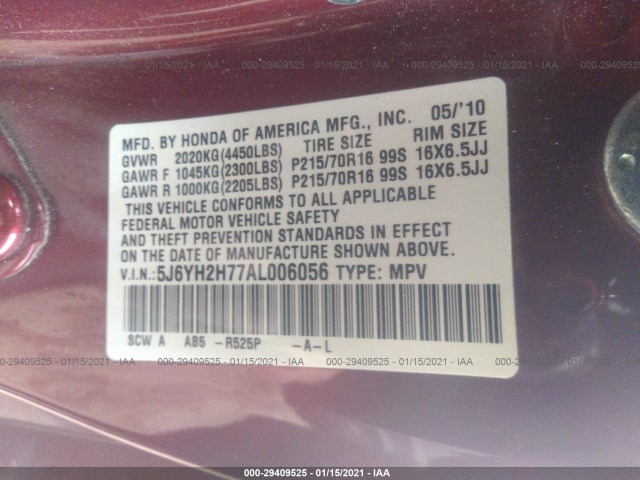 000-29409525 - 01/15/2021 - IAA 000-29409525 - 01/15/2021 - IAA 000-29409525 - 01/15/2021 - IAA
MFD. BY HONDA OF AMERICA MFG., INC. 05/'10
GVWR 2020KG(4450LBS) TIRE SIZE RIM SIZE
GAWR F 1045KG(2300LBS) P215/70R16 99S 16X6.5JJ
GAWR R 1000KG(2205LBS) P215/70R16 99S 16X6.5JJ
THIS VEHICLE CONFORMS TO ALL APPLICABLE
FEDERAL MOTOR VEHICLE SAFETY
AND THEFT PREVENTION STANDARDS IN EFFECT
ON THE DATE OF MANUFACTURE SHOWN ABOVE.
V.I.N.: 5J6YH2H77AL006056 TYPE: MPV
SCW A AB5 -R525P -A-L
000-29409525 - 01/15/2021 - IAA 000-29409525 - 01/15/2021 - IAA 000-29409525 - 01/15/2021 - IAA
000-29409525 - 01/15/2021 - IAA